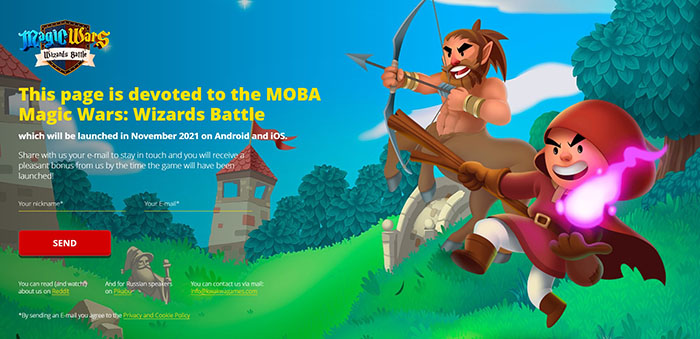 Magic Wars
Wizards Battle
This page is devoted to the MOBA
Magic Wars: Wizards Battle
which will be launched in November 2021 on Android and iOS.
Share with us your e-mail to stay in touch and you will receive a
pleasant bonus from us by the time the game will have been
launched!
Your nickname*
Your E-mail*
SEND
You can read (and watch)
about us on Reddit
And for Russian speakers
on Pikabu
You can contact us via mail:
*By sending an E-mail you agree to the Privacy and Cookie Policy